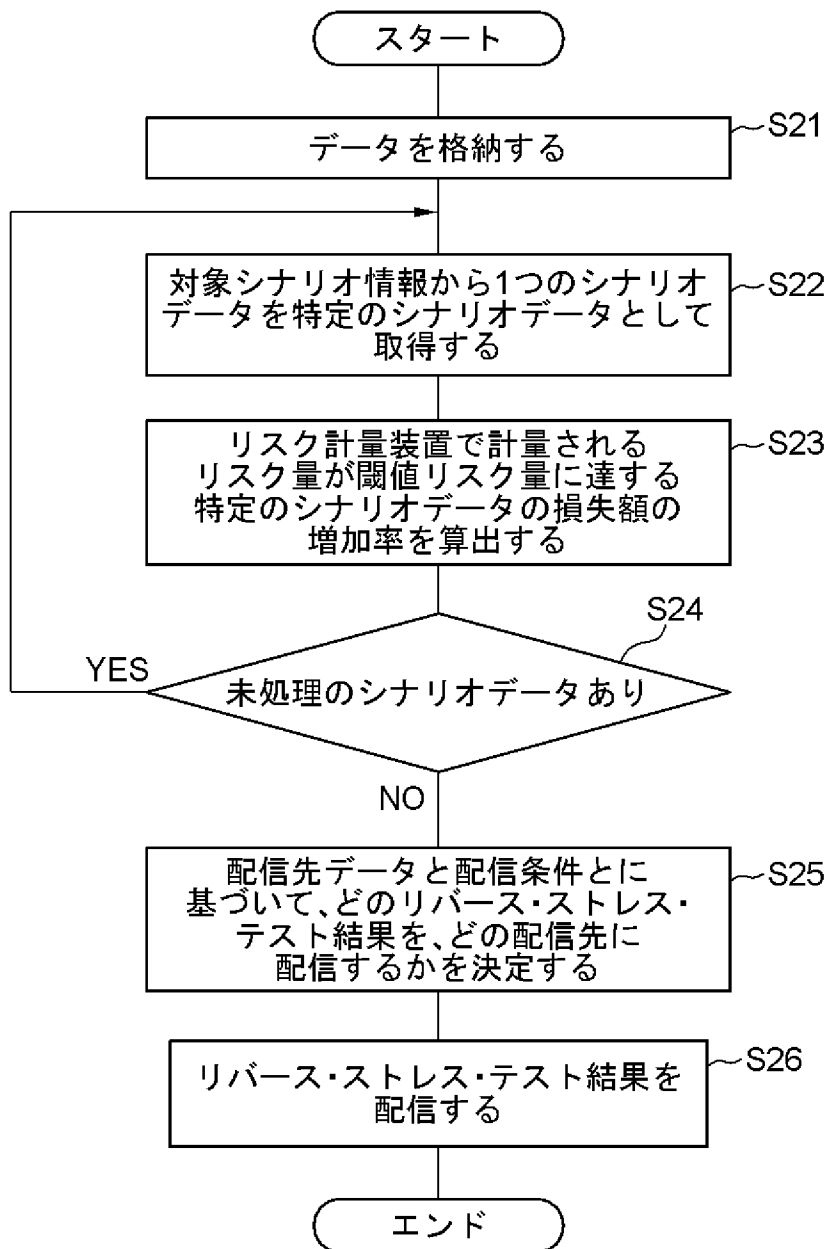 スタート
データを格納する
S21
対象シナリオ情報から1つのシナリオ
データを特定のシナリオデータとして
取得する
S22
リスク計量装置で計量される
リスク量が閾値リスク量に達する
特定のシナリオデータの損失額の
増加率を算出する
S23
S24
未処理のシナリオデータあり
YES
NO
配信先データと配信条件とに
基づいて、どのリバース・ストレス・
テスト結果を、どの配信先に
配信するかを決定する
S25
リバース・ストレス・テスト結果を
配信する
S26
エンド